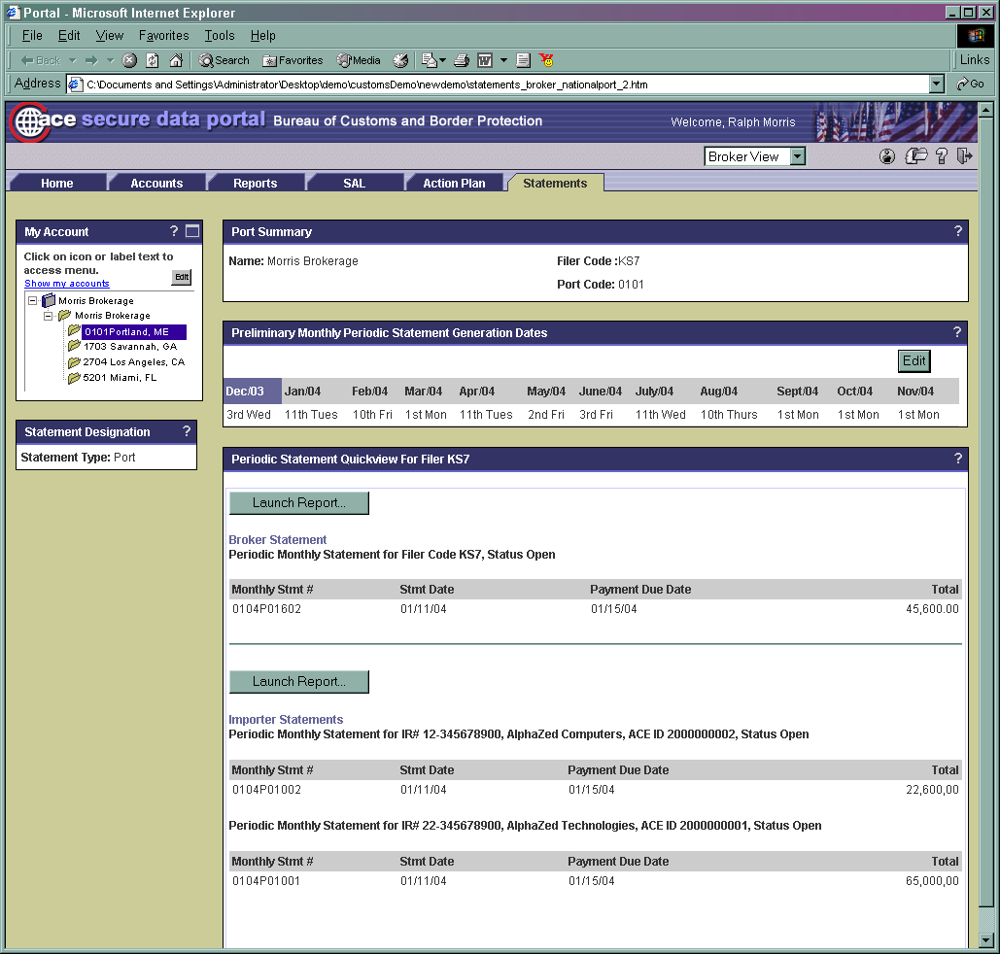 Portal - Microsoft Internet Explorer
File Edit View Favorites Tools Help
Back Search Favorites Media Links
Address C:\Documents and Settings\Administrator\Desktop\demo\customsDemo\newdemo\statements_broker_nationalport_2.htm Go
ace secure data portal Bureau of Customs and Border Protection Welcome, Ralph Morris
Broker View ?
Home Accounts Reports SAL Action Plan Statements
My Account ?
Click on icon or label text to
access menu.
Show my accounts Edit
Morris Brokerage
Morris Brokerage
0101Portland, ME
1703 Savannah, GA
2704 Los Angeles, CA
5201 Miami, FL
Statement Designation ?
Statement Type: Port
Port Summary ?
Name: Morris Brokerage Filer Code :KS7
Port Code: 0101
Preliminary Monthly Periodic Statement Generation Dates ?
Edit
Dec/03 Jan/04 Feb/04 Mar/04 Apr/04 May/04 June/04 July/04 Aug/04 Sept/04 Oct/04 Nov/04
3rd Wed 11th Tues 10th Fri 1st Mon 11th Tues 2nd Fri 3rd Fri 11th Wed 10th Thurs 1st Mon 1st Mon 1st Mon
Periodic Statement Quickview For Filer KS7 ?
Launch Report...
Broker Statement
Periodic Monthly Statement for Filer Code KS7, Status Open
Monthly Stmt # Stmt Date Payment Due Date Total
0104P01602 01/11/04 01/15/04 45,600.00
Launch Report...
Importer Statements
Periodic Monthly Statement for IR# 12-345678900, AlphaZed Computers, ACE ID 2000000002, Status Open
Monthly Stmt # Stmt Date Payment Due Date Total
0104P01002 01/11/04 01/15/04 22,600,00
Periodic Monthly Statement for IR# 22-345678900, AlphaZed Technologies, ACE ID 2000000001, Status Open
Monthly Stmt # Stmt Date Payment Due Date Total
0104P01001 01/11/04 01/15/04 65,000,00